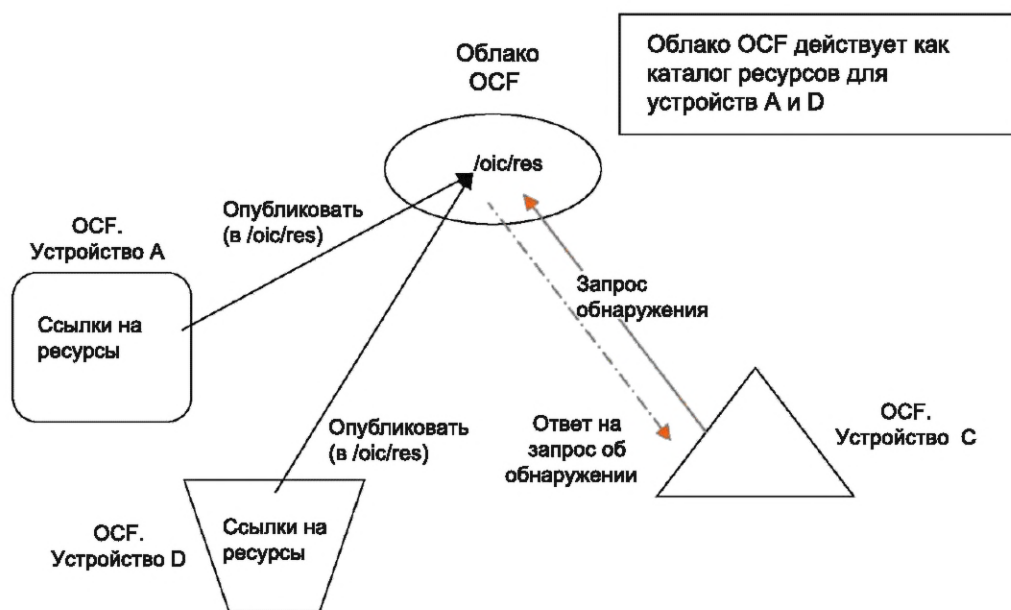 Облако
OCF
Облако OCF действует как
каталог ресурсов для
устройств A и D
/oic/res
Опубликовать
(в /oic/res)
OCF.
Устройство A
Ссылки на
ресурсы
Запрос
обнаружения
Опубликовать
(в /oic/res)
Ответ на
запрос об
обнаружении
OCF.
Устройство C
OCF.
Устройство D
Ссылки на
ресурсы